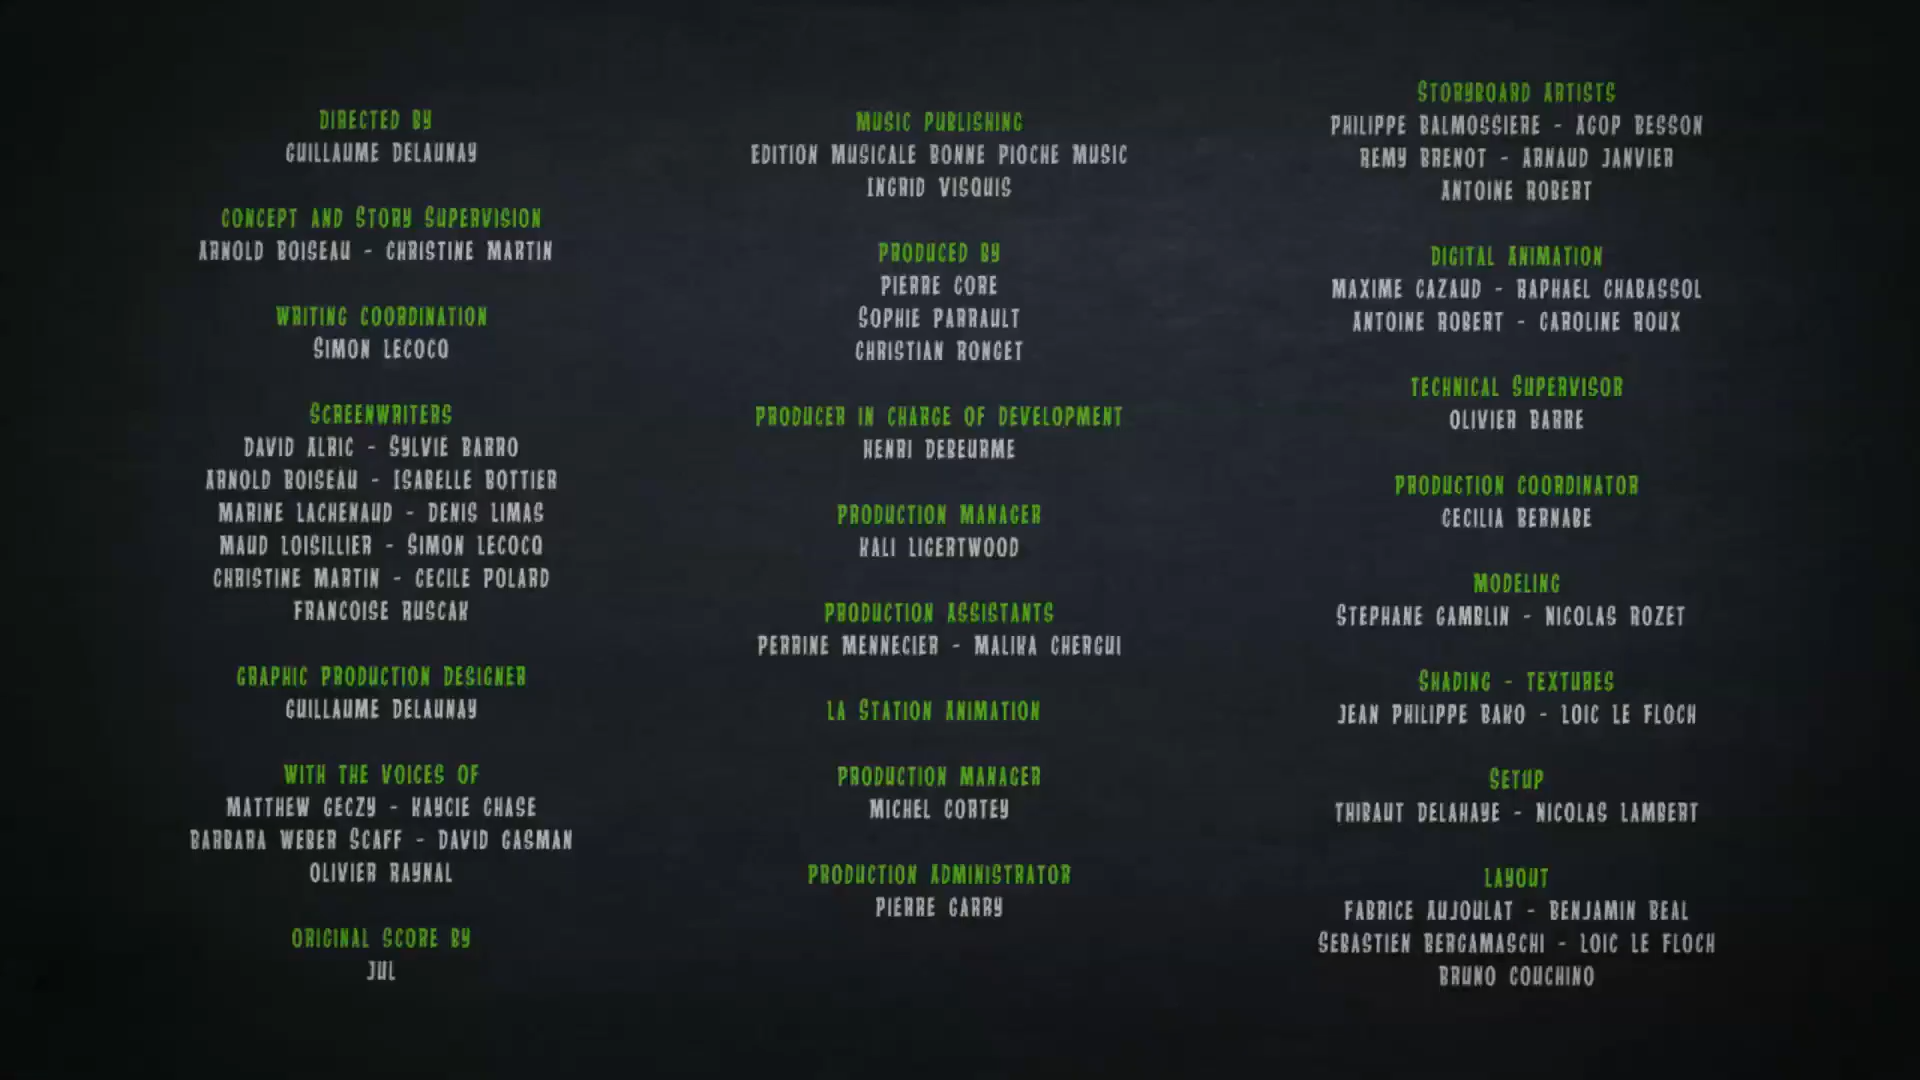 DIRECTED BY
GUILLAUME DELAUNAY
CONCEPT AND STORY SUPERVISION
ARNOLD BOISEAU - CHRISTINE MARTIN
WRITING COORDINATION
SIMON LECOCQ
SCREENWRITERS
DAVID ALRIC - SYLVIE BARRO
ARNOLD BOISEAU - ISABELLE BOTTIER
MARINE LACHENAUD - DENIS LIMAS
MAUD LOISILLIER - SIMON LECOCQ
CHRISTINE MARTIN - CECILE POLARD
FRANCOISE RUSCAK
GRAPHIC PRODUCTION DESIGNER
GUILLAUME DELAUNAY
WITH THE VOICES OF
MATTHEW GECZY - KAYCIE CHASE
BARBARA WEBER SCAFF - DAVID GASMAN
OLIVIER RAYNAL
ORIGINAL SCORE BY
JUL
MUSIC PUBLISHING
EDITION MUSICALE BONNE PIOCHE MUSIC
INGRID VISQUIS
PRODUCED BY
PIERRE CORE
SOPHIE PARRAULT
CHRISTIAN RONGET
PRODUCER IN CHARGE OF DEVELOPMENT
HENRI DEBEURME
PRODUCTION MANAGER
KALI LIGERTWOOD
PRODUCTION ASSISTANTS
PERRINE MENNECIER - MALIKA CHERGUI
LA STATION ANIMATION
PRODUCTION MANAGER
MICHEL CORTEY
PRODUCTION ADMINISTRATOR
PIERRE GARRY
STORYBOARD ARTISTS
PHILIPPE BALMOSSIERE - AGOP BESSON
REMY BRENOT - ARNAUD JANVIER
ANTOINE ROBERT
DIGITAL ANIMATION
MAXIME CAZAUD - RAPHAEL CHABASSOL
ANTOINE ROBERT - CAROLINE ROUX
TECHNICAL SUPERVISOR
OLIVIER BARRE
PRODUCTION COORDINATOR
CECILIA BERNABE
MODELING
STEPHANE GAMBLIN - NICOLAS ROZET
SHADING - TEXTURES
JEAN PHILIPPE BAKO - LOIC LE FLOCH
SETUP
THIBAUT DELAHAYE - NICOLAS LAMBERT
LAYOUT
FABRICE AUJOULAT - BENJAMIN BEAL
SEBASTIEN BERGAMASCHI - LOIC LE FLOCH
BRUNO COUCHINO